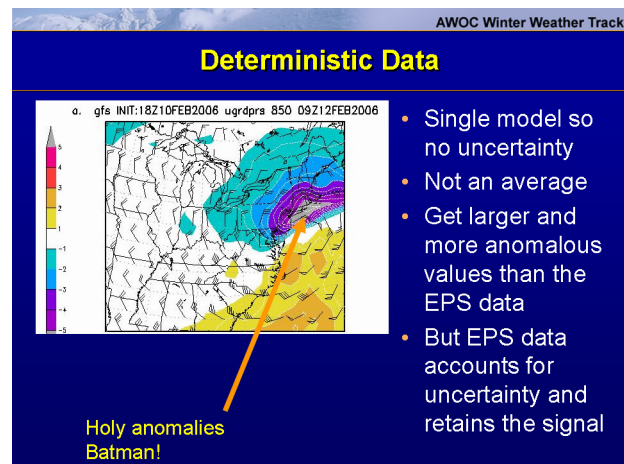 AWOC Winter Weather Track
Deterministic Data
a. gfs INIT:18Z10FEB2006 ugrdprs 850 09Z12FEB2006
5
4
3
2
1
-1
-2
-3
-4
-5
• Single model so
no uncertainty
• Not an average
• Get larger and
more anomalous
values than the
EPS data
• But EPS data
accounts for
uncertainty and
retains the signal
Holy anomalies
Batman!